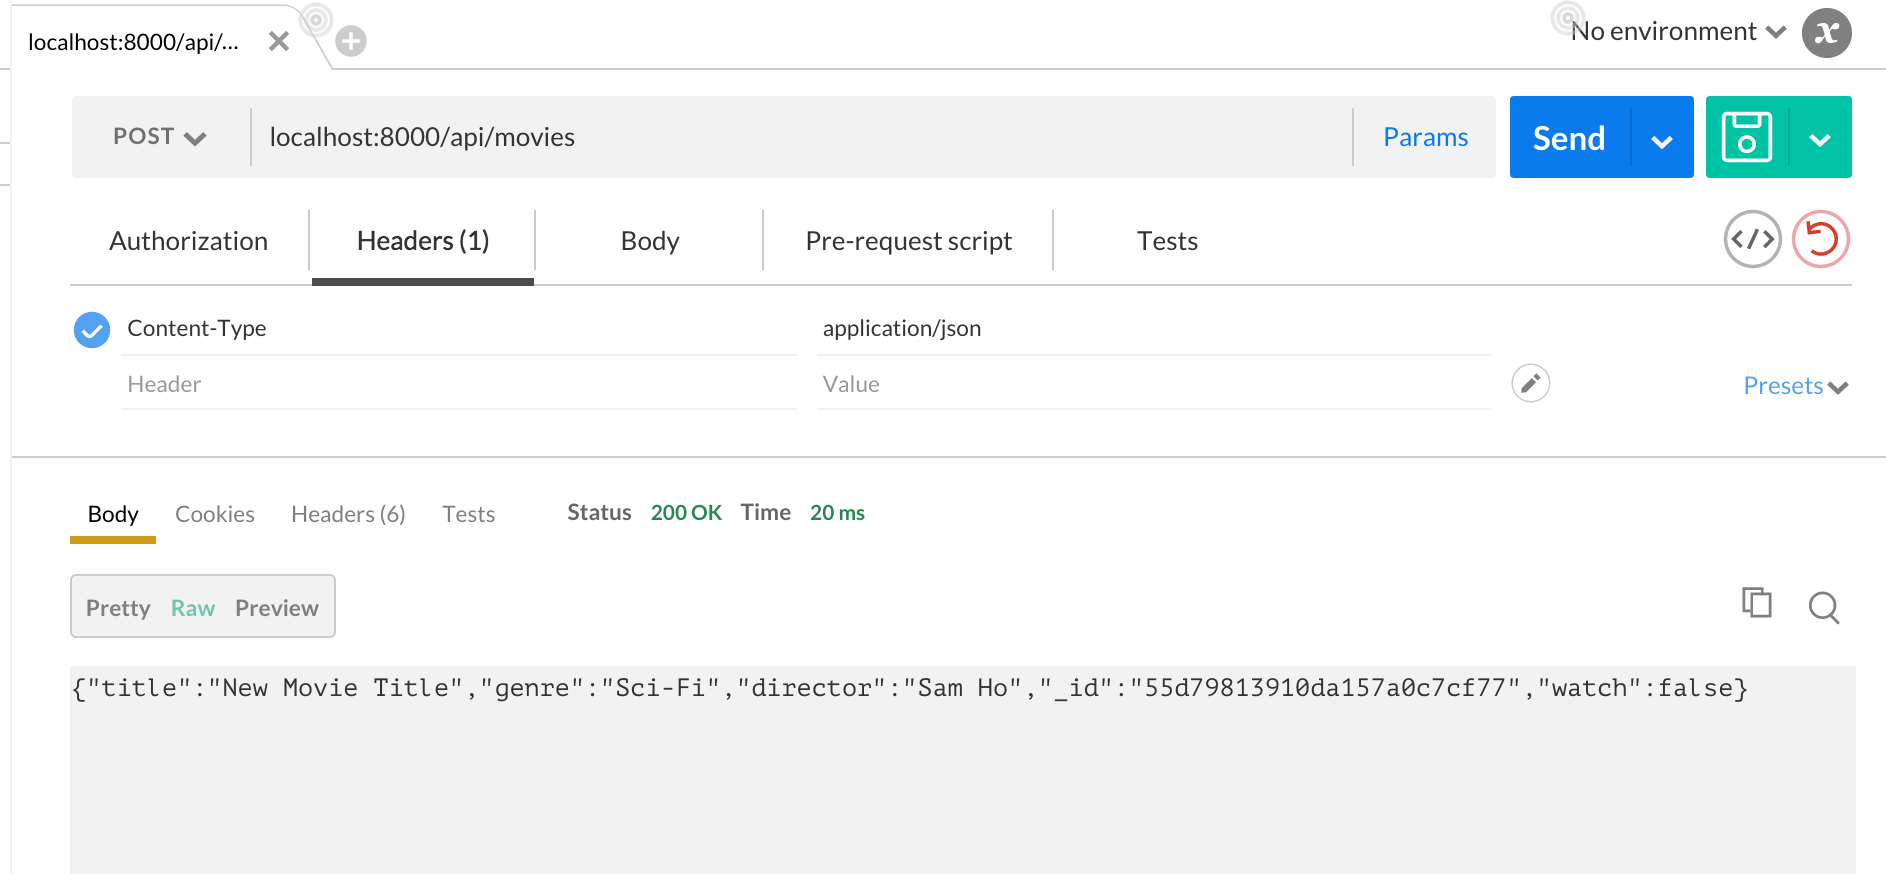 localhost:8000/api/...
No environment
x
POST localhost:8000/api/movies Params Send
Authorization Headers (1) Body Pre-request script Tests
Content-Type application/json
Header Value
Presets
Body Cookies Headers (6) Tests Status 200 OK Time 20 ms
Pretty Raw Preview
{"title":"New Movie Title","genre":"Sci-Fi","director":"Sam Ho","_id":"55d79813910da157a0c7cf77","watch":false}